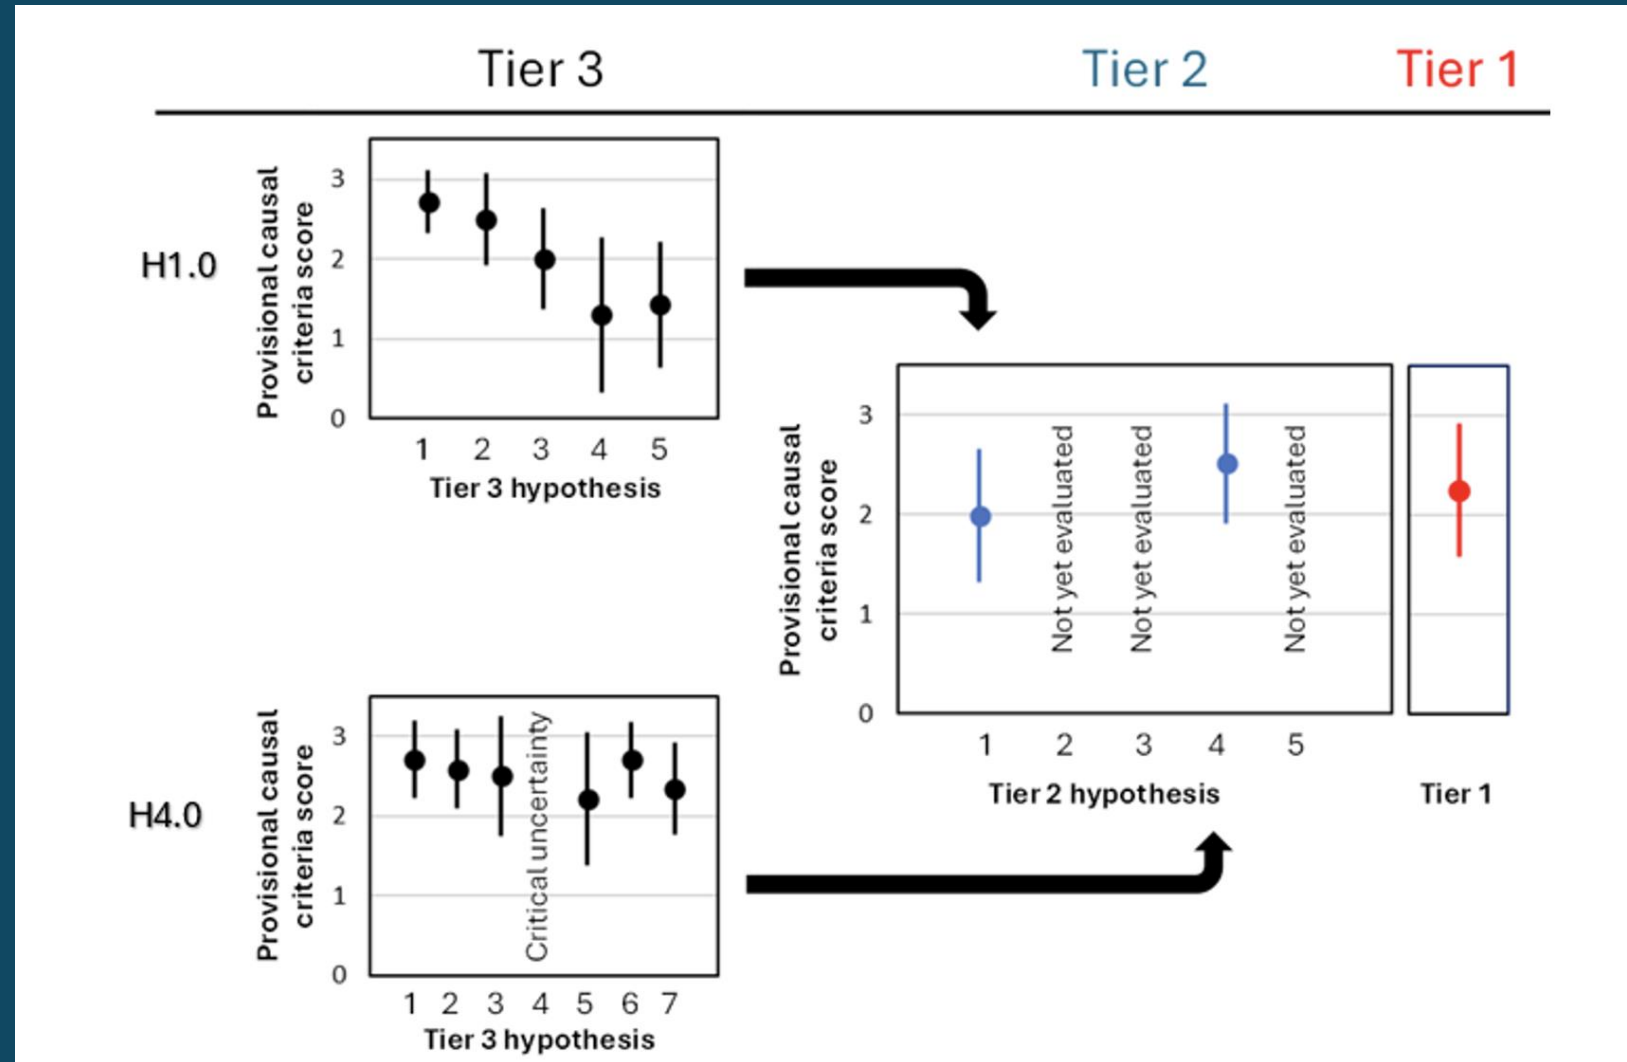 Tier 3
Tier 2
Tier 1
H1.0
Provisional causal
criteria score
3
2
1
0
1 2 3 4 5
Tier 3 hypothesis
Provisional causal
criteria score
3
2
1
0
Not yet evaluated
Not yet evaluated
Not yet evaluated
1 2 3 4 5
Tier 2 hypothesis
Tier 1
H4.0
Provisional causal
criteria score
3
2
1
0
Critical uncertainty
1 2 3 4 5 6 7
Tier 3 hypothesis